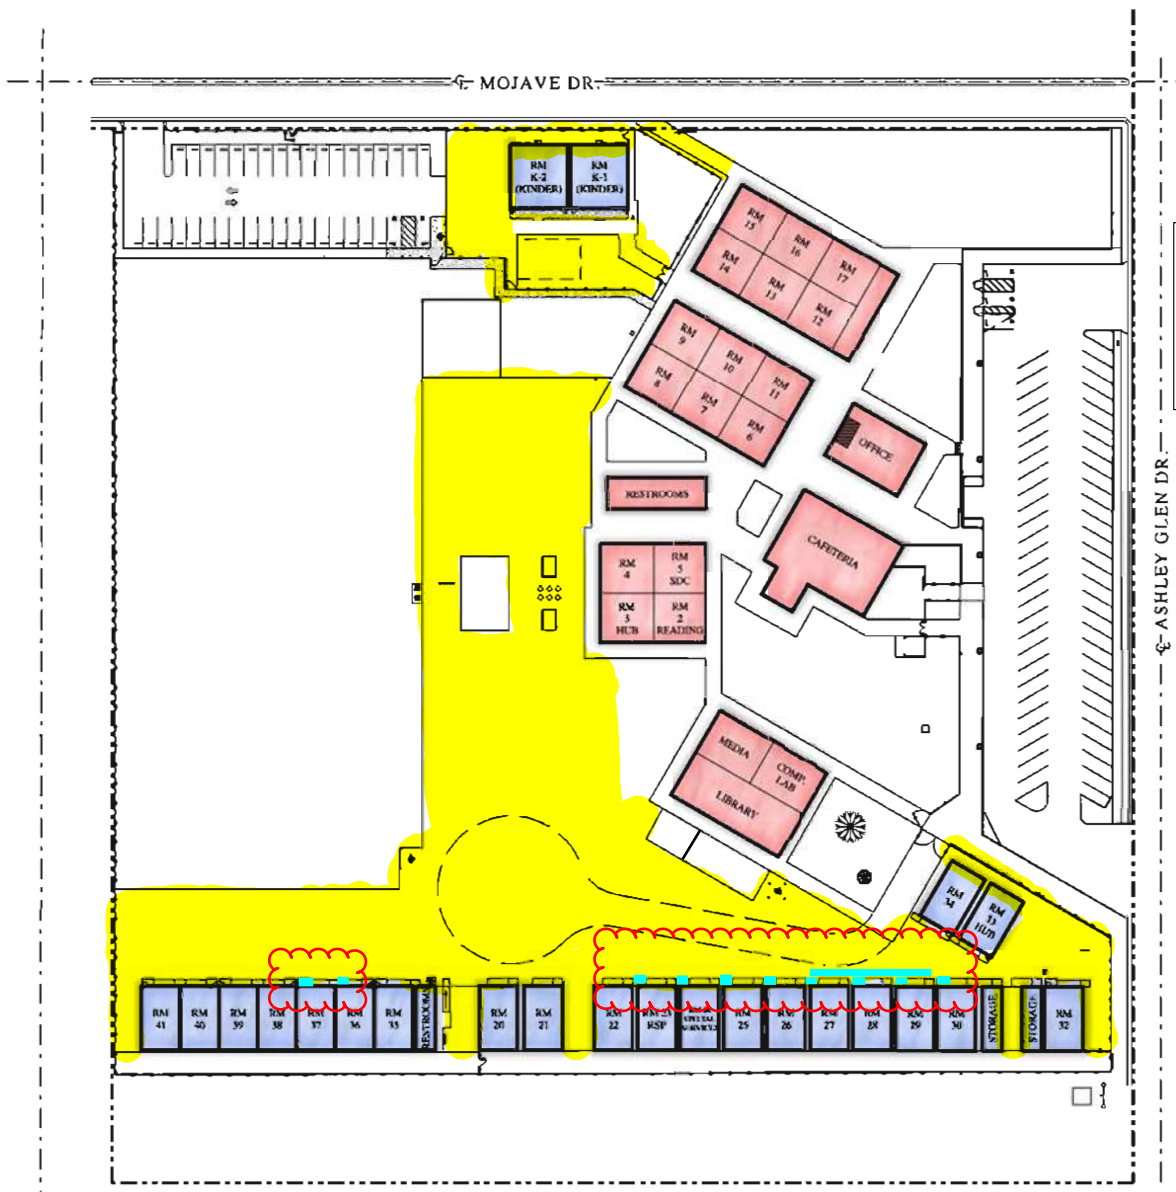 ℄ MOJAVE DR.
RM
K-2
(KINDER)
RM
K-1
(KINDER)
RM
15
RM
16
RM
17
RM
14
RM
13
RM
12
RM
9
RM
10
RM
11
RM
8
RM
7
RM
6
OFFICE
RESTROOMS
CAFETERIA
RM
4
RM
5
SDC
RM
3
HUB
RM
2
READING
℄ ASHLEY GLEN DR.
MEDIA
COMP.
LAB
LIBRARY
RM
34
RM
33
HUB
RM
41
RM
40
RM
39
RM
38
RM
37
RM
36
RM
35
RESTROOMS
RM
20
RM
21
RM
22
RM 23
RSP
RM
25
RM
26
RM
27
RM
28
RM
29
RM
30
STORAGE
STORAGE
RM
32